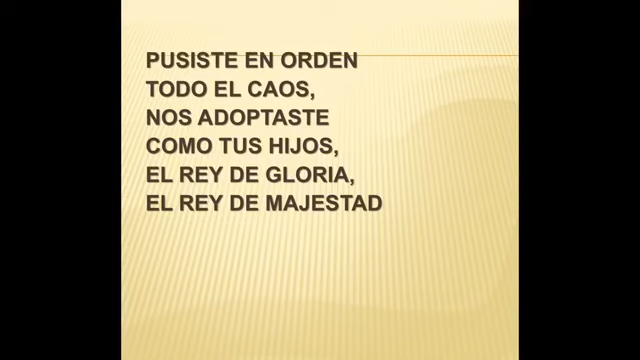 PUSISTE EN ORDEN
TODO EL CAOS,
NOS ADOPTASTE
COMO TUS HIJOS,
EL REY DE GLORIA,
EL REY DE MAJESTAD